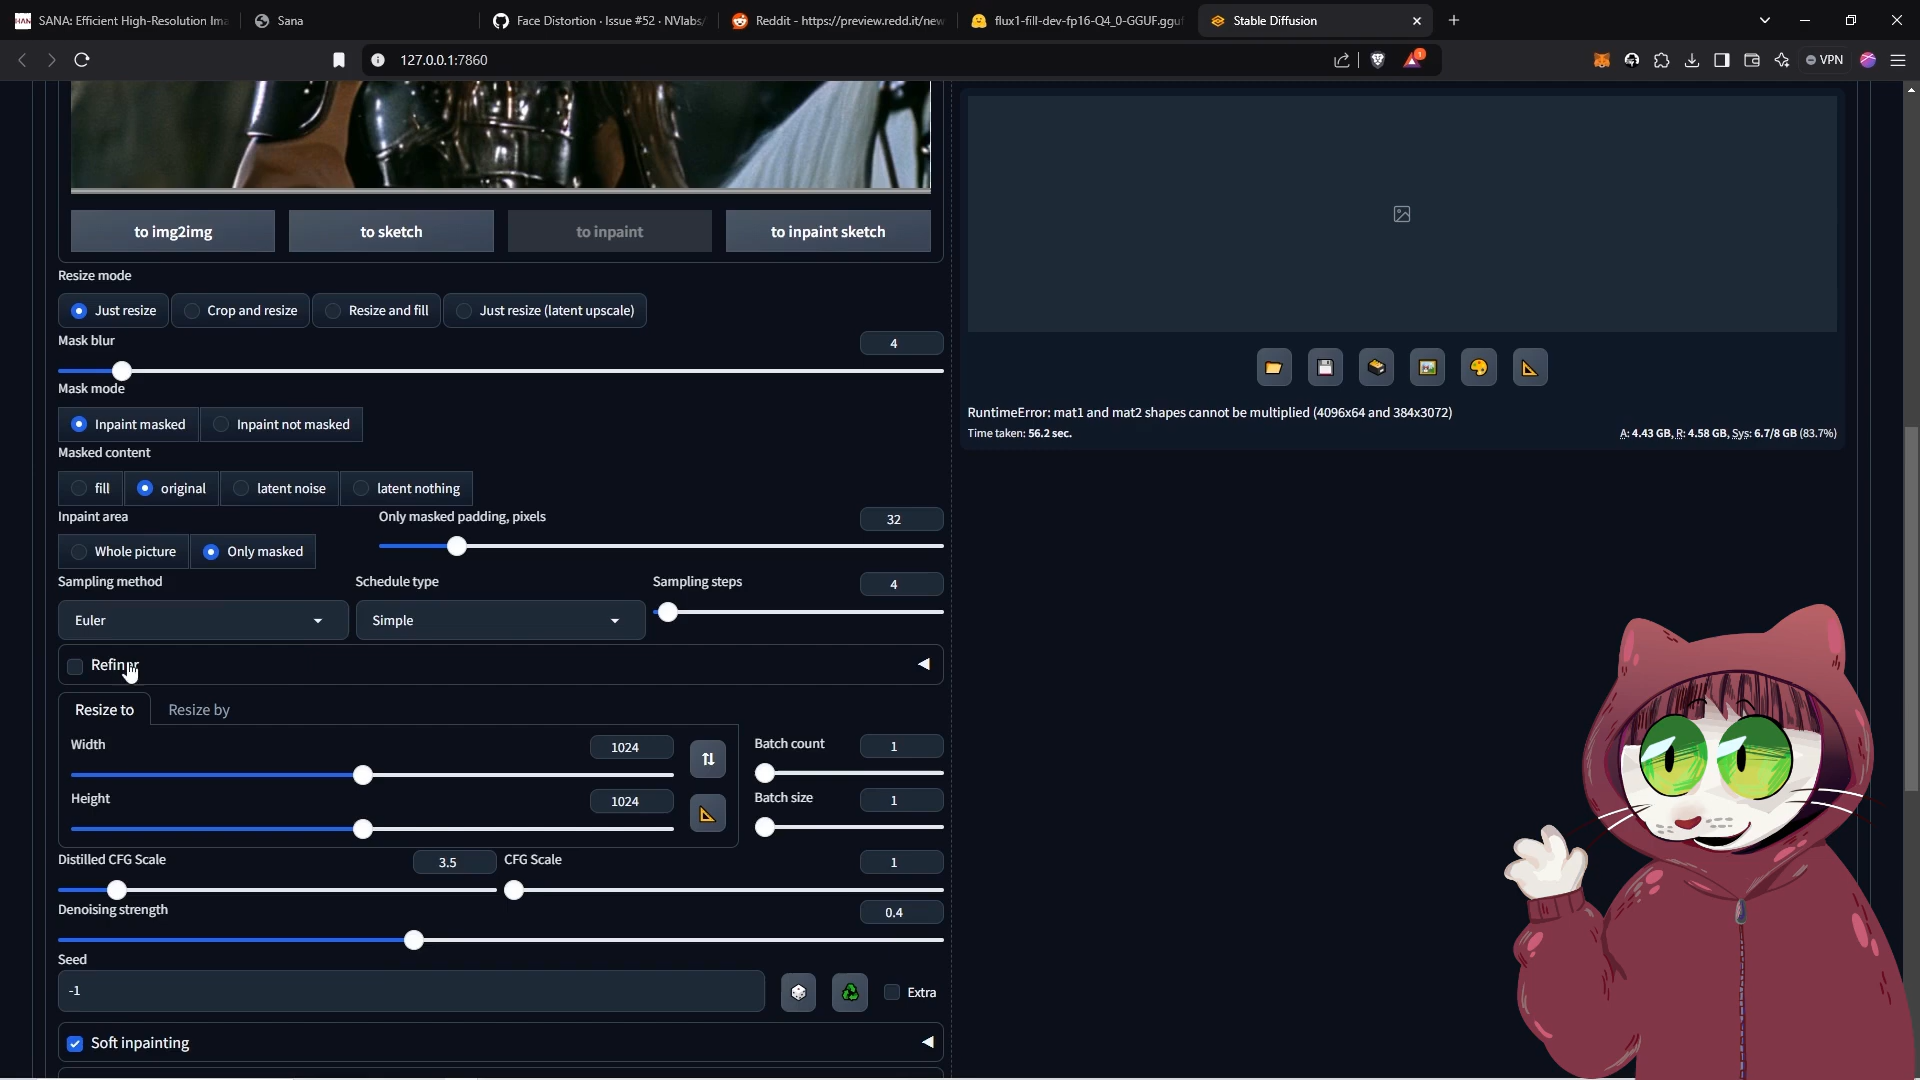 SANA: Efficient High-Resolution Ima
Sana
Face Distortion · Issue #52 · NVlabs/
Reddit - https://preview.redd.it/new
flux1-fill-dev-fp16-Q4_0-GGUF.gguf
Stable Diffusion
127.0.0.1:7860
1
VPN
to img2img
to sketch
to inpaint
to inpaint sketch
Resize mode
Just resize
Crop and resize
Resize and fill
Just resize (latent upscale)
Mask blur
4
Mask mode
Inpaint masked
Inpaint not masked
Masked content
fill
original
latent noise
latent nothing
Inpaint area
Only masked padding, pixels
32
Whole picture
Only masked
Sampling method
Schedule type
Sampling steps
4
Euler
Simple
Refiner
Resize to
Resize by
Width
1024
Height
1024
Batch count
1
Batch size
1
Distilled CFG Scale
3.5
CFG Scale
1
Denoising strength
0.4
Seed
-1
Extra
Soft inpainting
RuntimeError: mat1 and mat2 shapes cannot be multiplied (4096x64 and 384x3072)
Time taken: 56.2 sec.
A: 4.43 GB, R: 4.58 GB, Sys: 6.7/8 GB (83.7%)